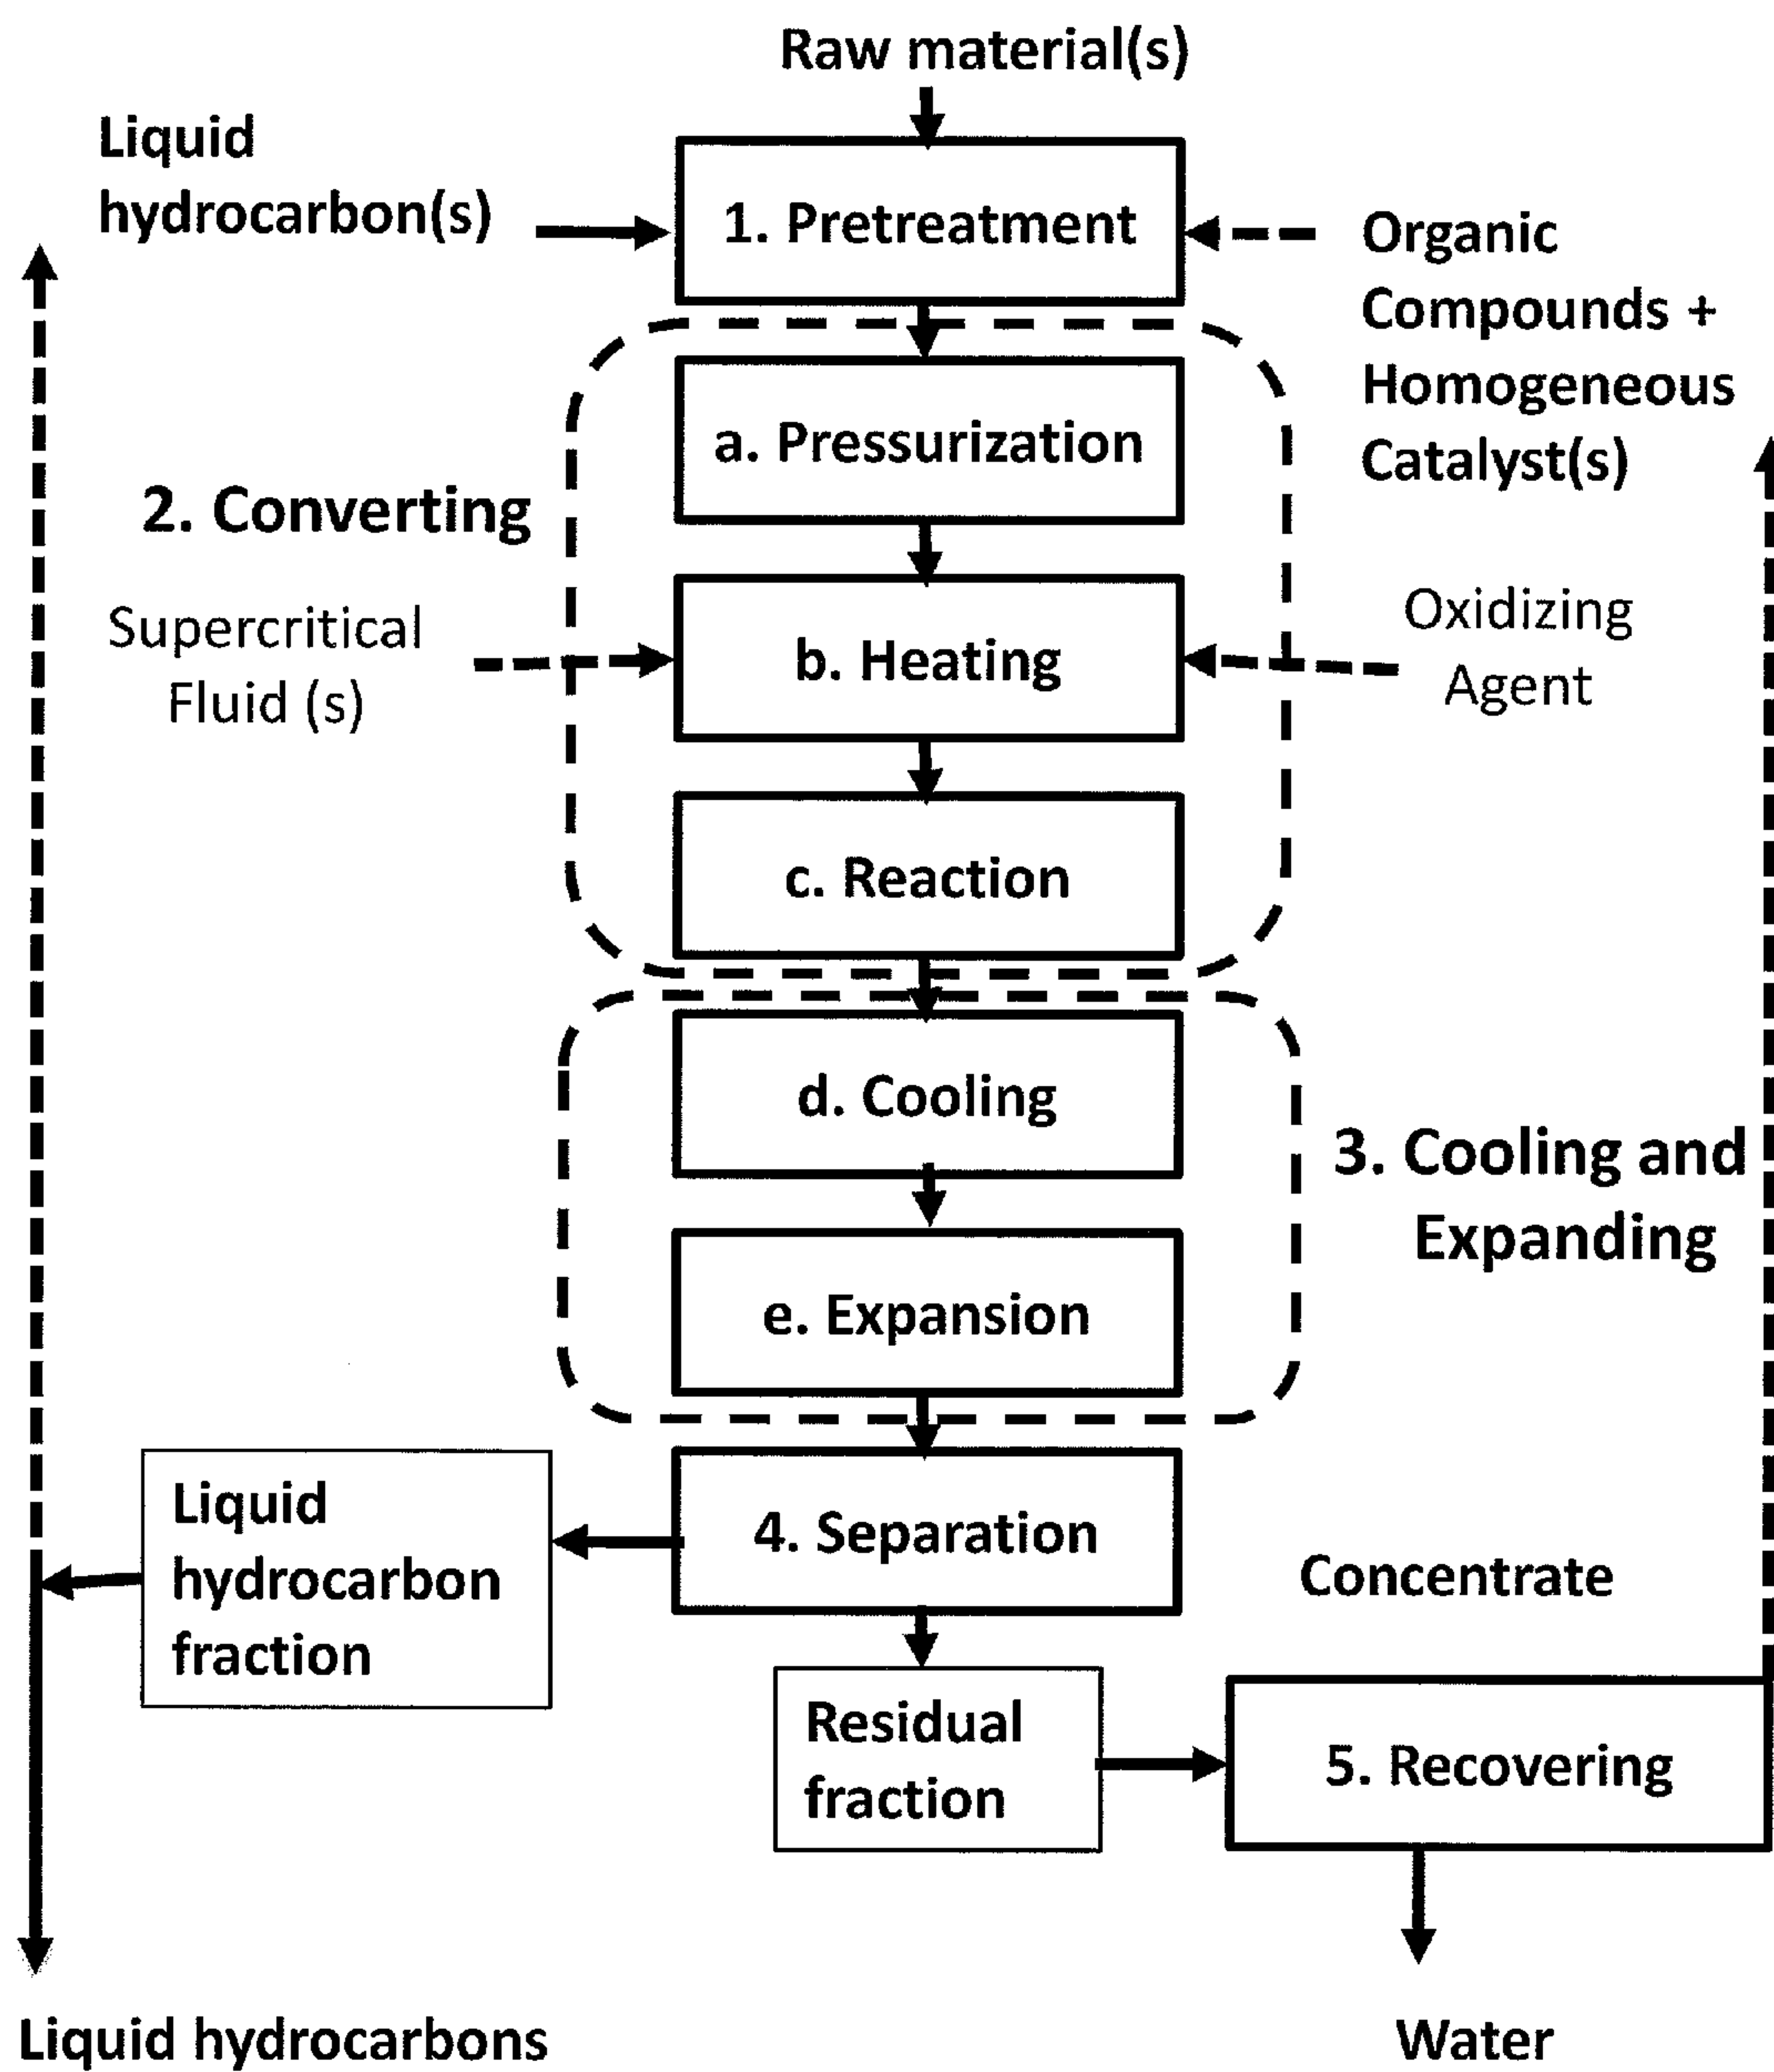 Raw material(s)
Liquid
hydrocarbon(s)
1. Pretreatment
Organic
Compounds +
Homogeneous
Catalyst(s)
a. Pressurization
2. Converting
Supercritical
Fluid (s)
b. Heating
Oxidizing
Agent
c. Reaction
d. Cooling
3. Cooling and
Expanding
e. Expansion
Liquid
hydrocarbon
fraction
4. Separation
Concentrate
Residual
fraction
5. Recovering
Liquid hydrocarbons
Water